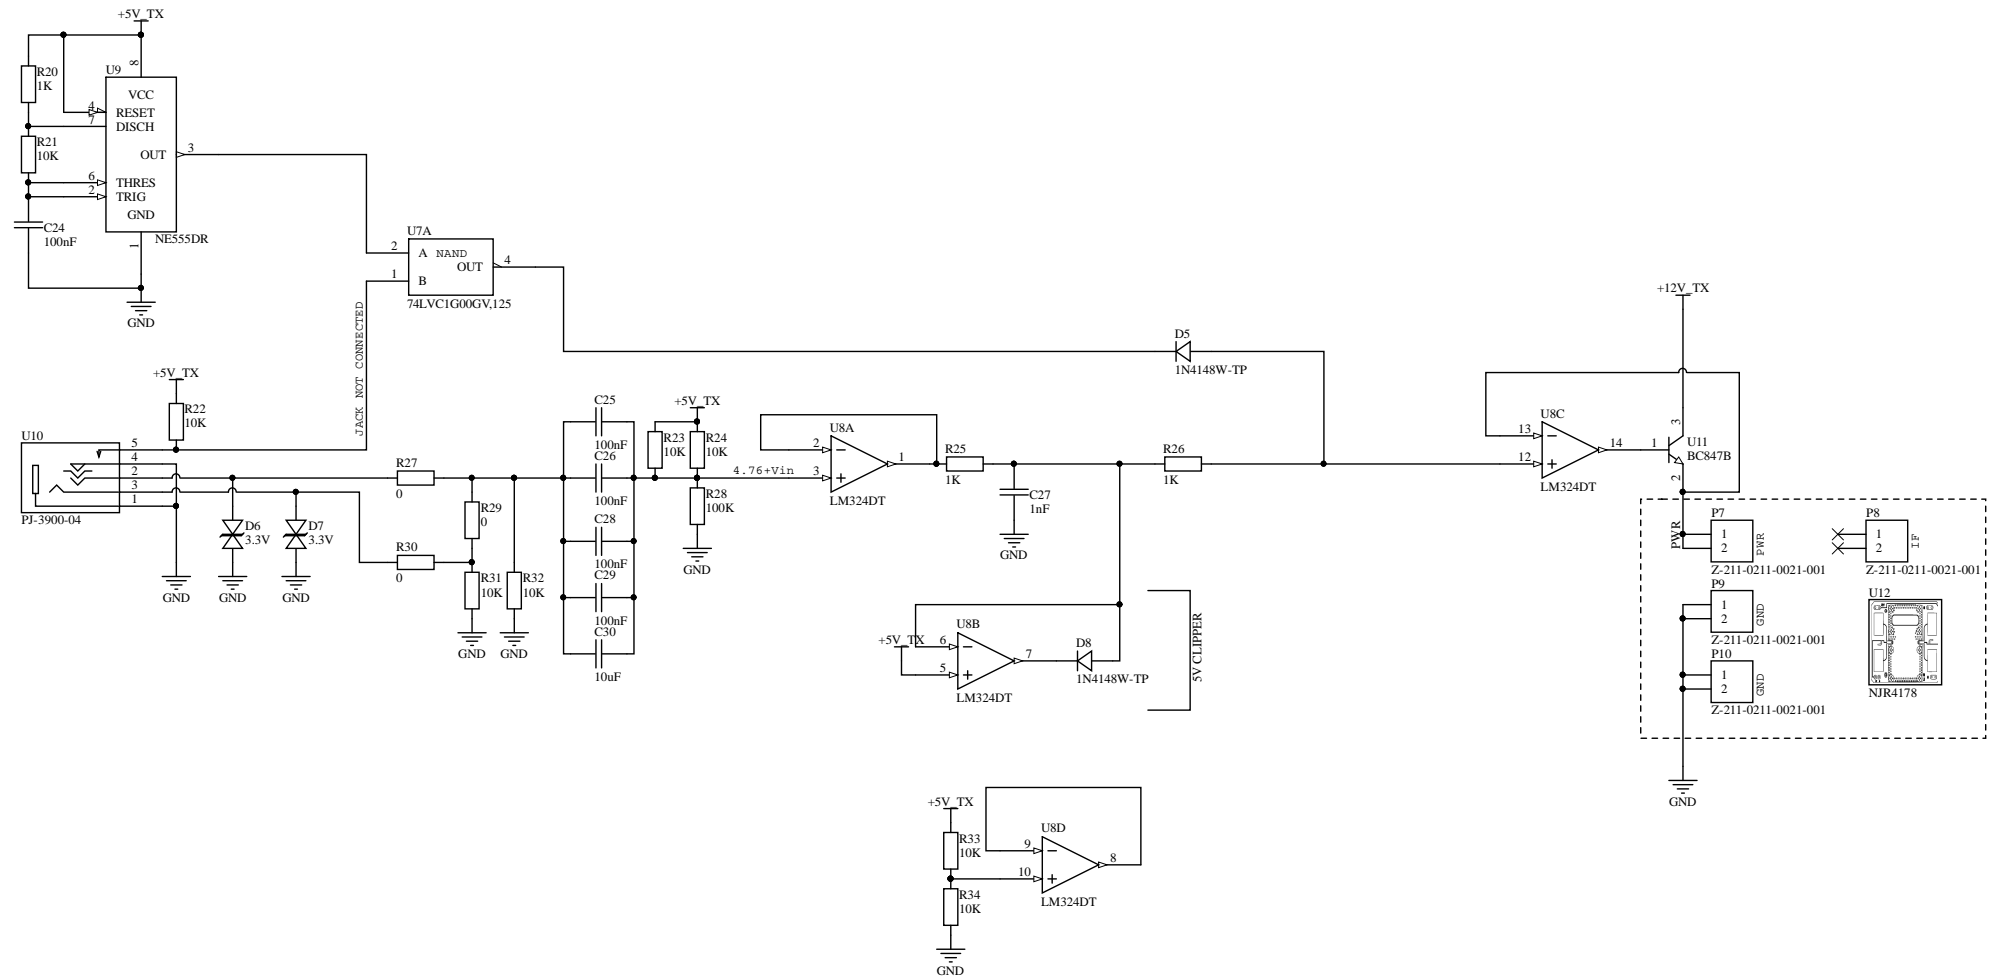 +5V_TX
8
U9
R20
1K
VCC
4
RESET
7
DISCH
R21
10K
OUT
3
6
THRES
2
TRIG
GND
C24
100nF
1
NE555DR
GND
U7A
2
A NAND
OUT
4
1
B
74LVC1G00GV,125
JACK NOT CONNECTED
+5V_TX
R22
10K
U10
5
4
2
3
1
PJ-3900-04
GND
D6
3.3V
GND
D7
3.3V
GND
R27
0
R30
0
R29
0
R31
10K
GND
R32
10K
GND
C25
100nF
C26
100nF
C28
100nF
C29
100nF
C30
10uF
+5V_TX
R23
10K
R24
10K
4.76+Vin
R28
100K
GND
U8A
2
3
1
LM324DT
R25
1K
C27
1nF
GND
R26
1K
D5
1N4148W-TP
+5V_TX
U8B
6
5
7
LM324DT
D8
1N4148W-TP
5V CLIPPER
+5V_TX
R33
10K
R34
10K
GND
U8D
9
10
8
LM324DT
+12V_TX
U8C
13
12
14
LM324DT
1
3
2
U11
BC847B
PWR
P7
1
2
PWR
Z-211-0211-0021-001
P8
1
2
IF
Z-211-0211-0021-001
P9
1
2
GND
Z-211-0211-0021-001
P10
1
2
GND
Z-211-0211-0021-001
U12
NJR4178
GND